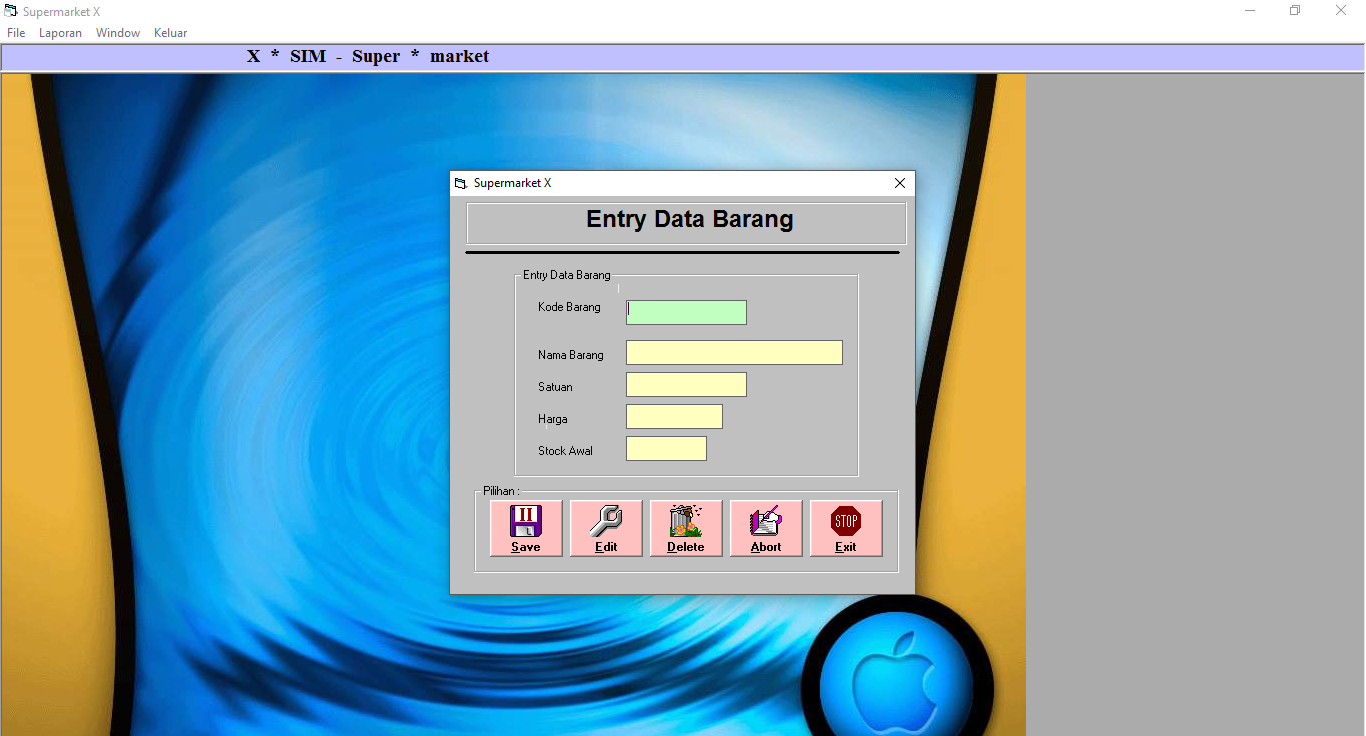 Supermarket X
File Laporan Window Keluar
X * SIM - Super * market
Supermarket X
Entry Data Barang
Entry Data Barang
Kode Barang
Nama Barang
Satuan
Harga
Stock Awal
Pilihan :
Save Edit Delete Abort Exit
STOP